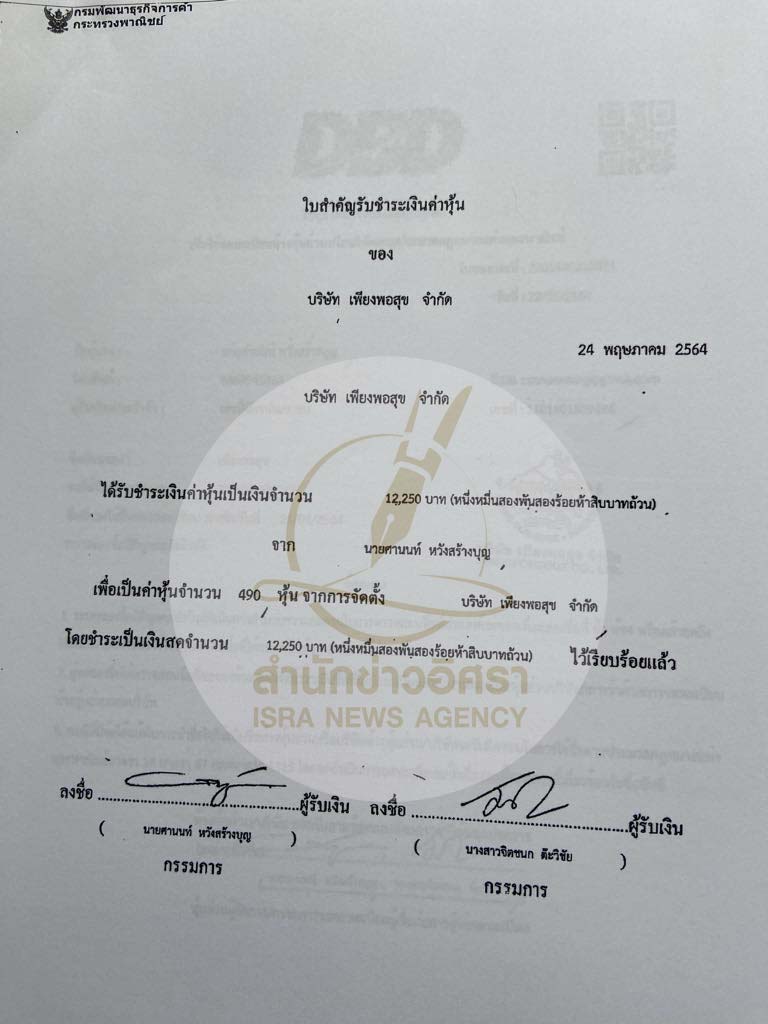 กรมพัฒนาธุรกิจการค้า
กระทรวงพาณิชย์
ใบสำคัญรับชำระเงินค่าหุ้น
ของ
บริษัท เพียงพอสุข จำกัด
24 พฤษภาคม 2564
บริษัท เพียงพอสุข จำกัด
ได้รับชำระเงินค่าหุ้นเป็นเงินจำนวน 12,250 บาท (หนึ่งหมื่นสองพันสองร้อยห้าสิบบาทถ้วน)
จาก นายศานนท์ หวังสร้างบุญ
เพื่อเป็นค่าหุ้นจำนวน 490 หุ้น จากการจัดตั้ง บริษัท เพียงพอสุข จำกัด
โดยชำระเป็นเงินสดจำนวน 12,250 บาท (หนึ่งหมื่นสองพันสองร้อยห้าสิบบาทถ้วน) ไว้เรียบร้อยแล้ว
สำนักข่าวอิศรา
ISRA NEWS AGENCY
ลงชื่อ ........................................ผู้รับเงิน ลงชื่อ ........................................ผู้รับเงิน
( นายศานนท์ หวังสร้างบุญ ) ( นางสาวจิตชนก ต๊ะวิชัย )
กรรมการ กรรมการ